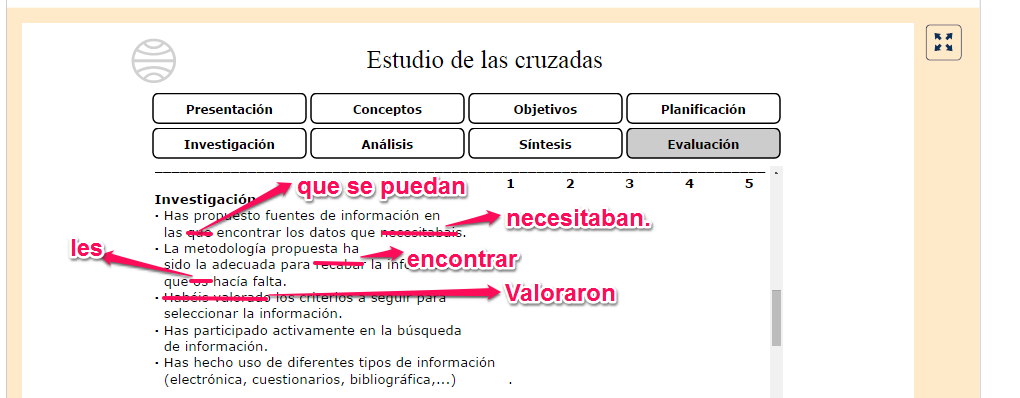 Estudio de las cruzadas
Presentación Conceptos Objetivos Planificación
Investigación Análisis Síntesis Evaluación
1 2 3 4 5
que se puedan
Investigación
· Has propuesto fuentes de información en
las que encontrar los datos que necesitabais.
necesitaban.
· La metodología propuesta ha
les
sido la adecuada para recabar la
encontrar
que os hacía falta.
· Habéis valorado los criterios a seguir para
Valoraron
seleccionar la información.
· Has participado activamente en la búsqueda
de información.
· Has hecho uso de diferentes tipos de información
(electrónica, cuestionarios, bibliográfica,...) .